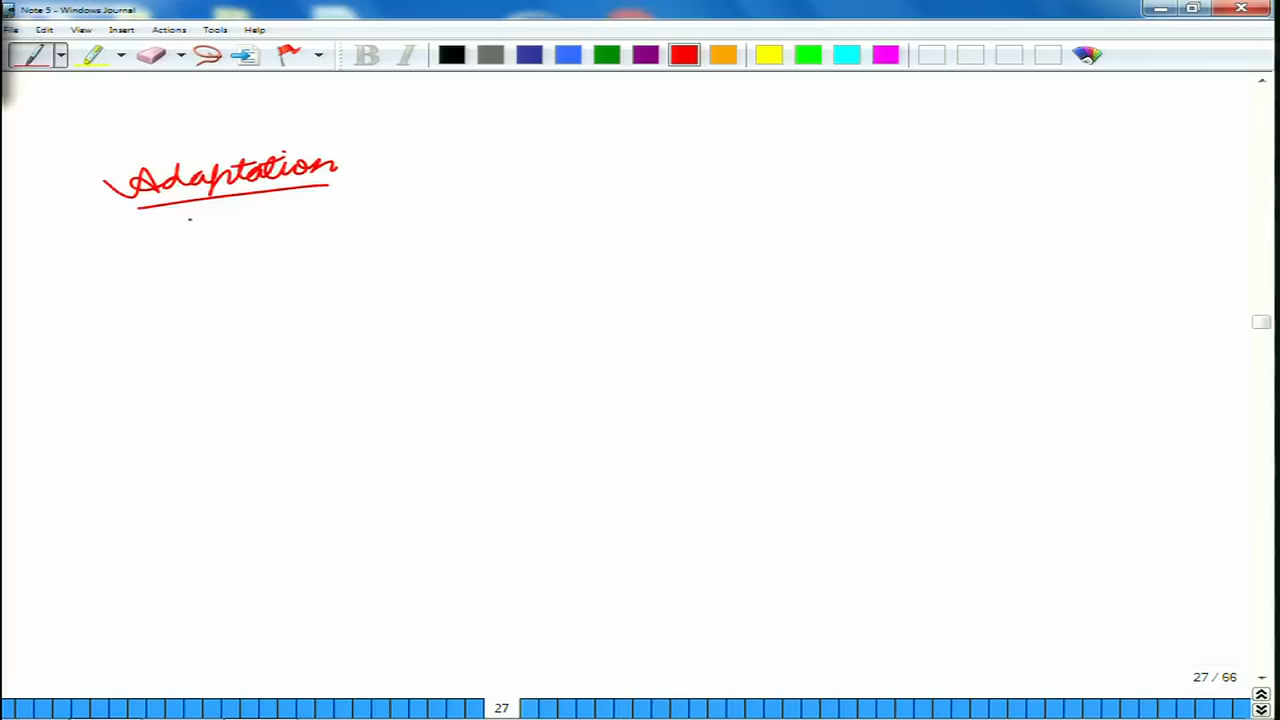 Note 5 - Windows Journal
File Edit View Insert Actions Tools Help
B I
Adaptation
27 / 66
27